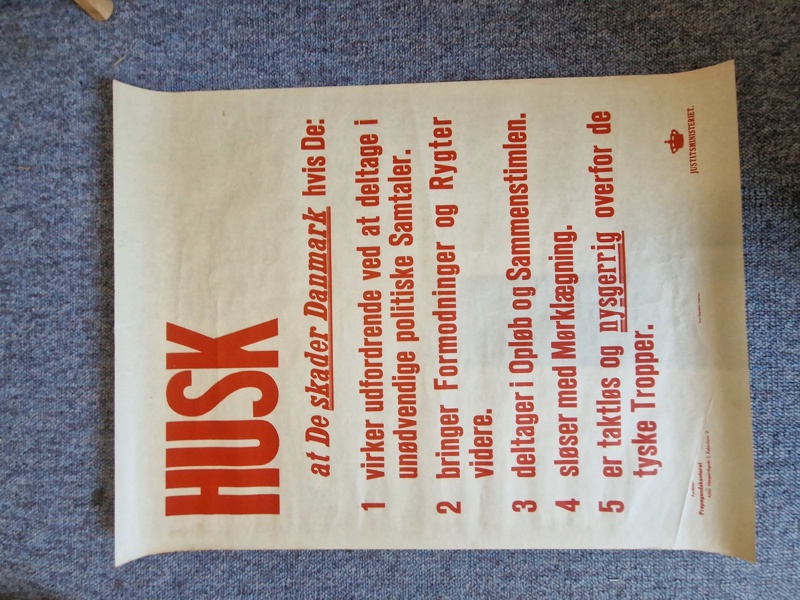 HUSK
at De skader Danmark hvis De:
1 virker udfordrende ved at deltage i
unødvendige politiske Samtaler.
2 bringer Formodninger og Rygter
videre.
3 deltager i Opløb og Sammenstimlen.
4 sløser med Mørklægning.
5 er taktløs og nysgerrig overfor de
tyske Tropper.
JUSTITSMINISTERIET.
Propagandakontoret